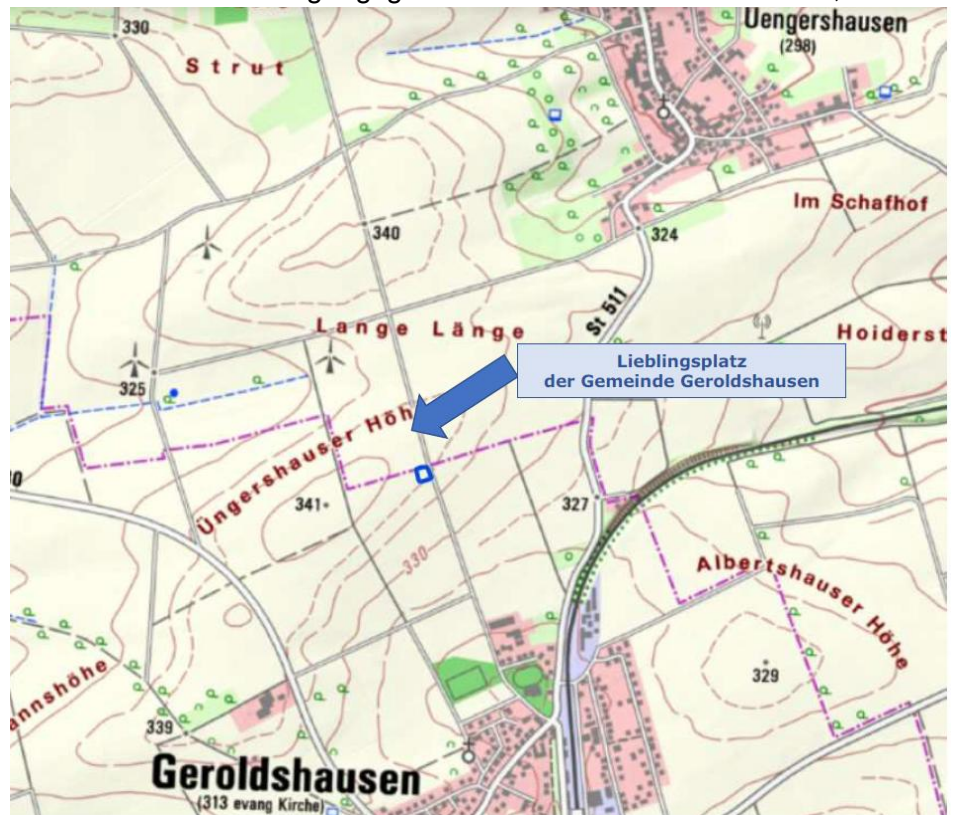 330
Strut
Uengershausen
(298)
Im Schafhof
340
324
St 511
Lange Länge
Hoiderst
Lieblingsplatz
der Gemeinde Geroldshausen
325
Üngershauser Höh
341
327
330
Albertshauser Höhe
329
annshöhe
339
Geroldshausen
(313 evang Kirche)